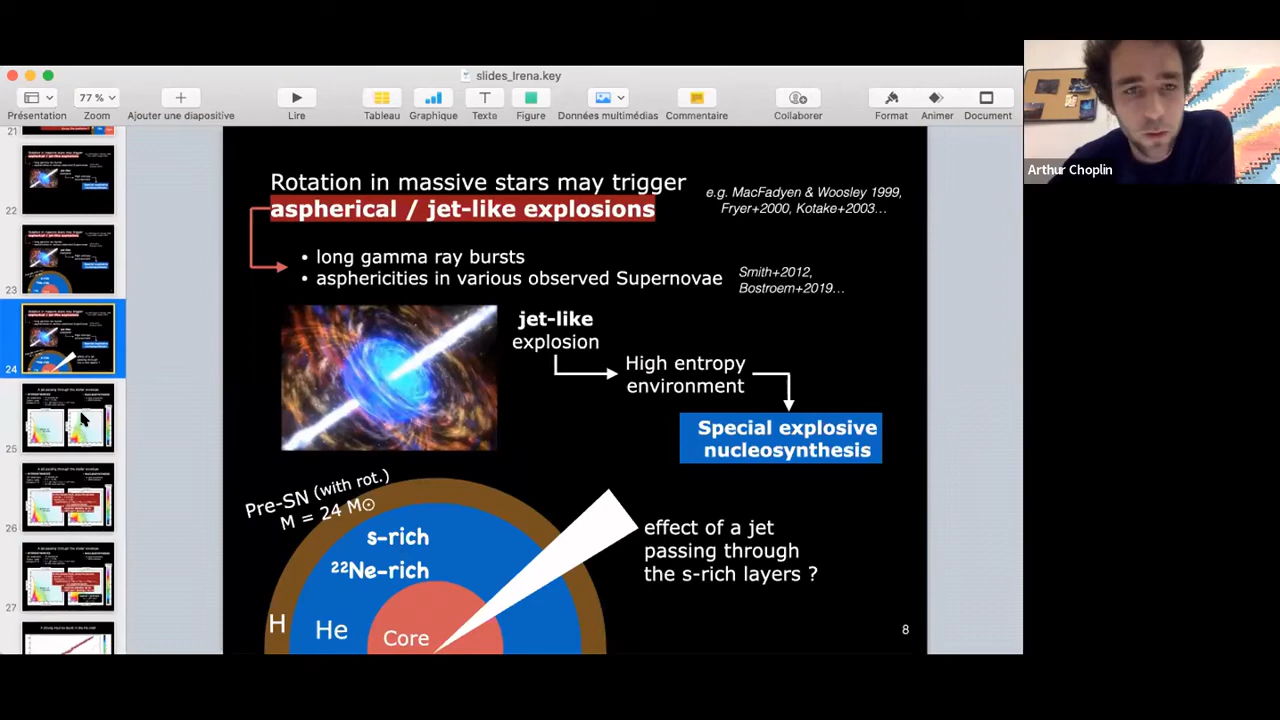 slides_Irena.key
77 %
Présentation
Zoom
Ajouter une diapositive
Lire
Tableau
Graphique
Texte
Figure
Données multimédias
Commentaire
Collaborer
Format
Animer
Document
Arthur Choplin
21
22
23
24
25
26
27
Rotation in massive stars may trigger
aspherical / jet-like explosions
e.g. MacFadyen & Woosley 1999,
Fryer+2000, Kotake+2003...
• long gamma ray bursts
• asphericities in various observed Supernovae
Smith+2012,
Bostroem+2019...
jet-like
explosion
High entropy
environment
Special explosive
nucleosynthesis
Pre-SN (with rot.)
M = 24 M⊙
s-rich
²²Ne-rich
H
He
Core
effect of a jet
passing through
the s-rich layers ?
8